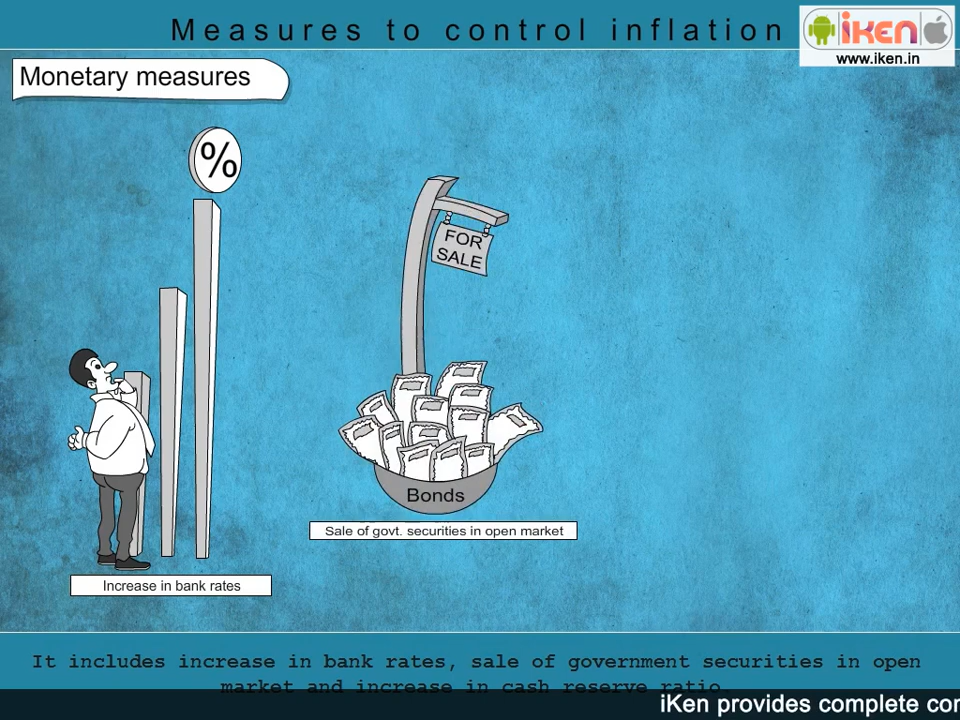 Measures to control inflation
iKEN
www.iken.in
Monetary measures
%
FOR
SALE
Bonds
Sale of govt. securities in open market
Increase in bank rates
It includes increase in bank rates, sale of government securities in open
market and increase in cash reserve ratio
iKen provides complete con